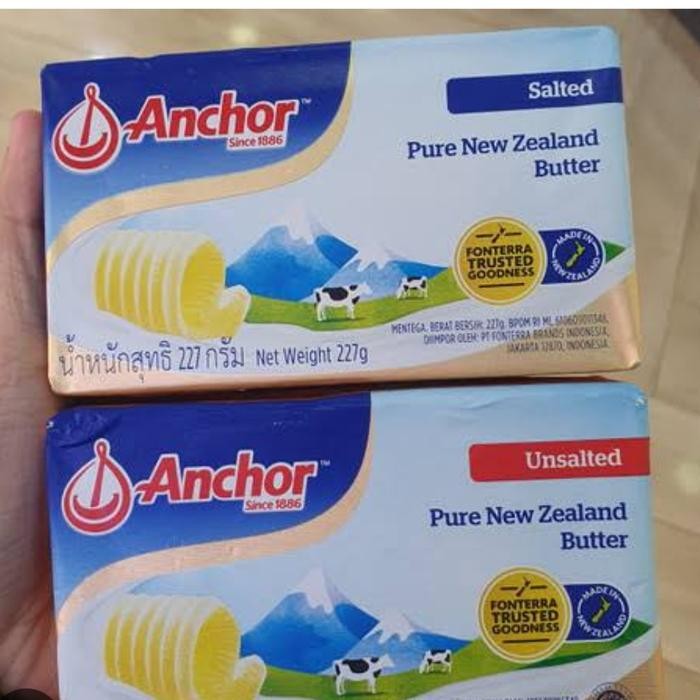 Anchor™
Since 1886
Salted
Pure New Zealand
Butter
FONTERRA
TRUSTED
GOODNESS
MADE IN
NEW ZEALAND
MENTEGA. BERAT BERSIH: 227g. BPOM RI ML
DIIMPOR OLEH: PT FONTERRA BRANDS INDONESIA,
JAKARTA 12870, INDONESIA.
น้ำหนักสุทธิ 227 กรัม Net Weight 227g
Anchor™
Since 1886
Unsalted
Pure New Zealand
Butter
FONTERRA
TRUSTED
GOODNESS
MADE IN
NEW ZEALAND